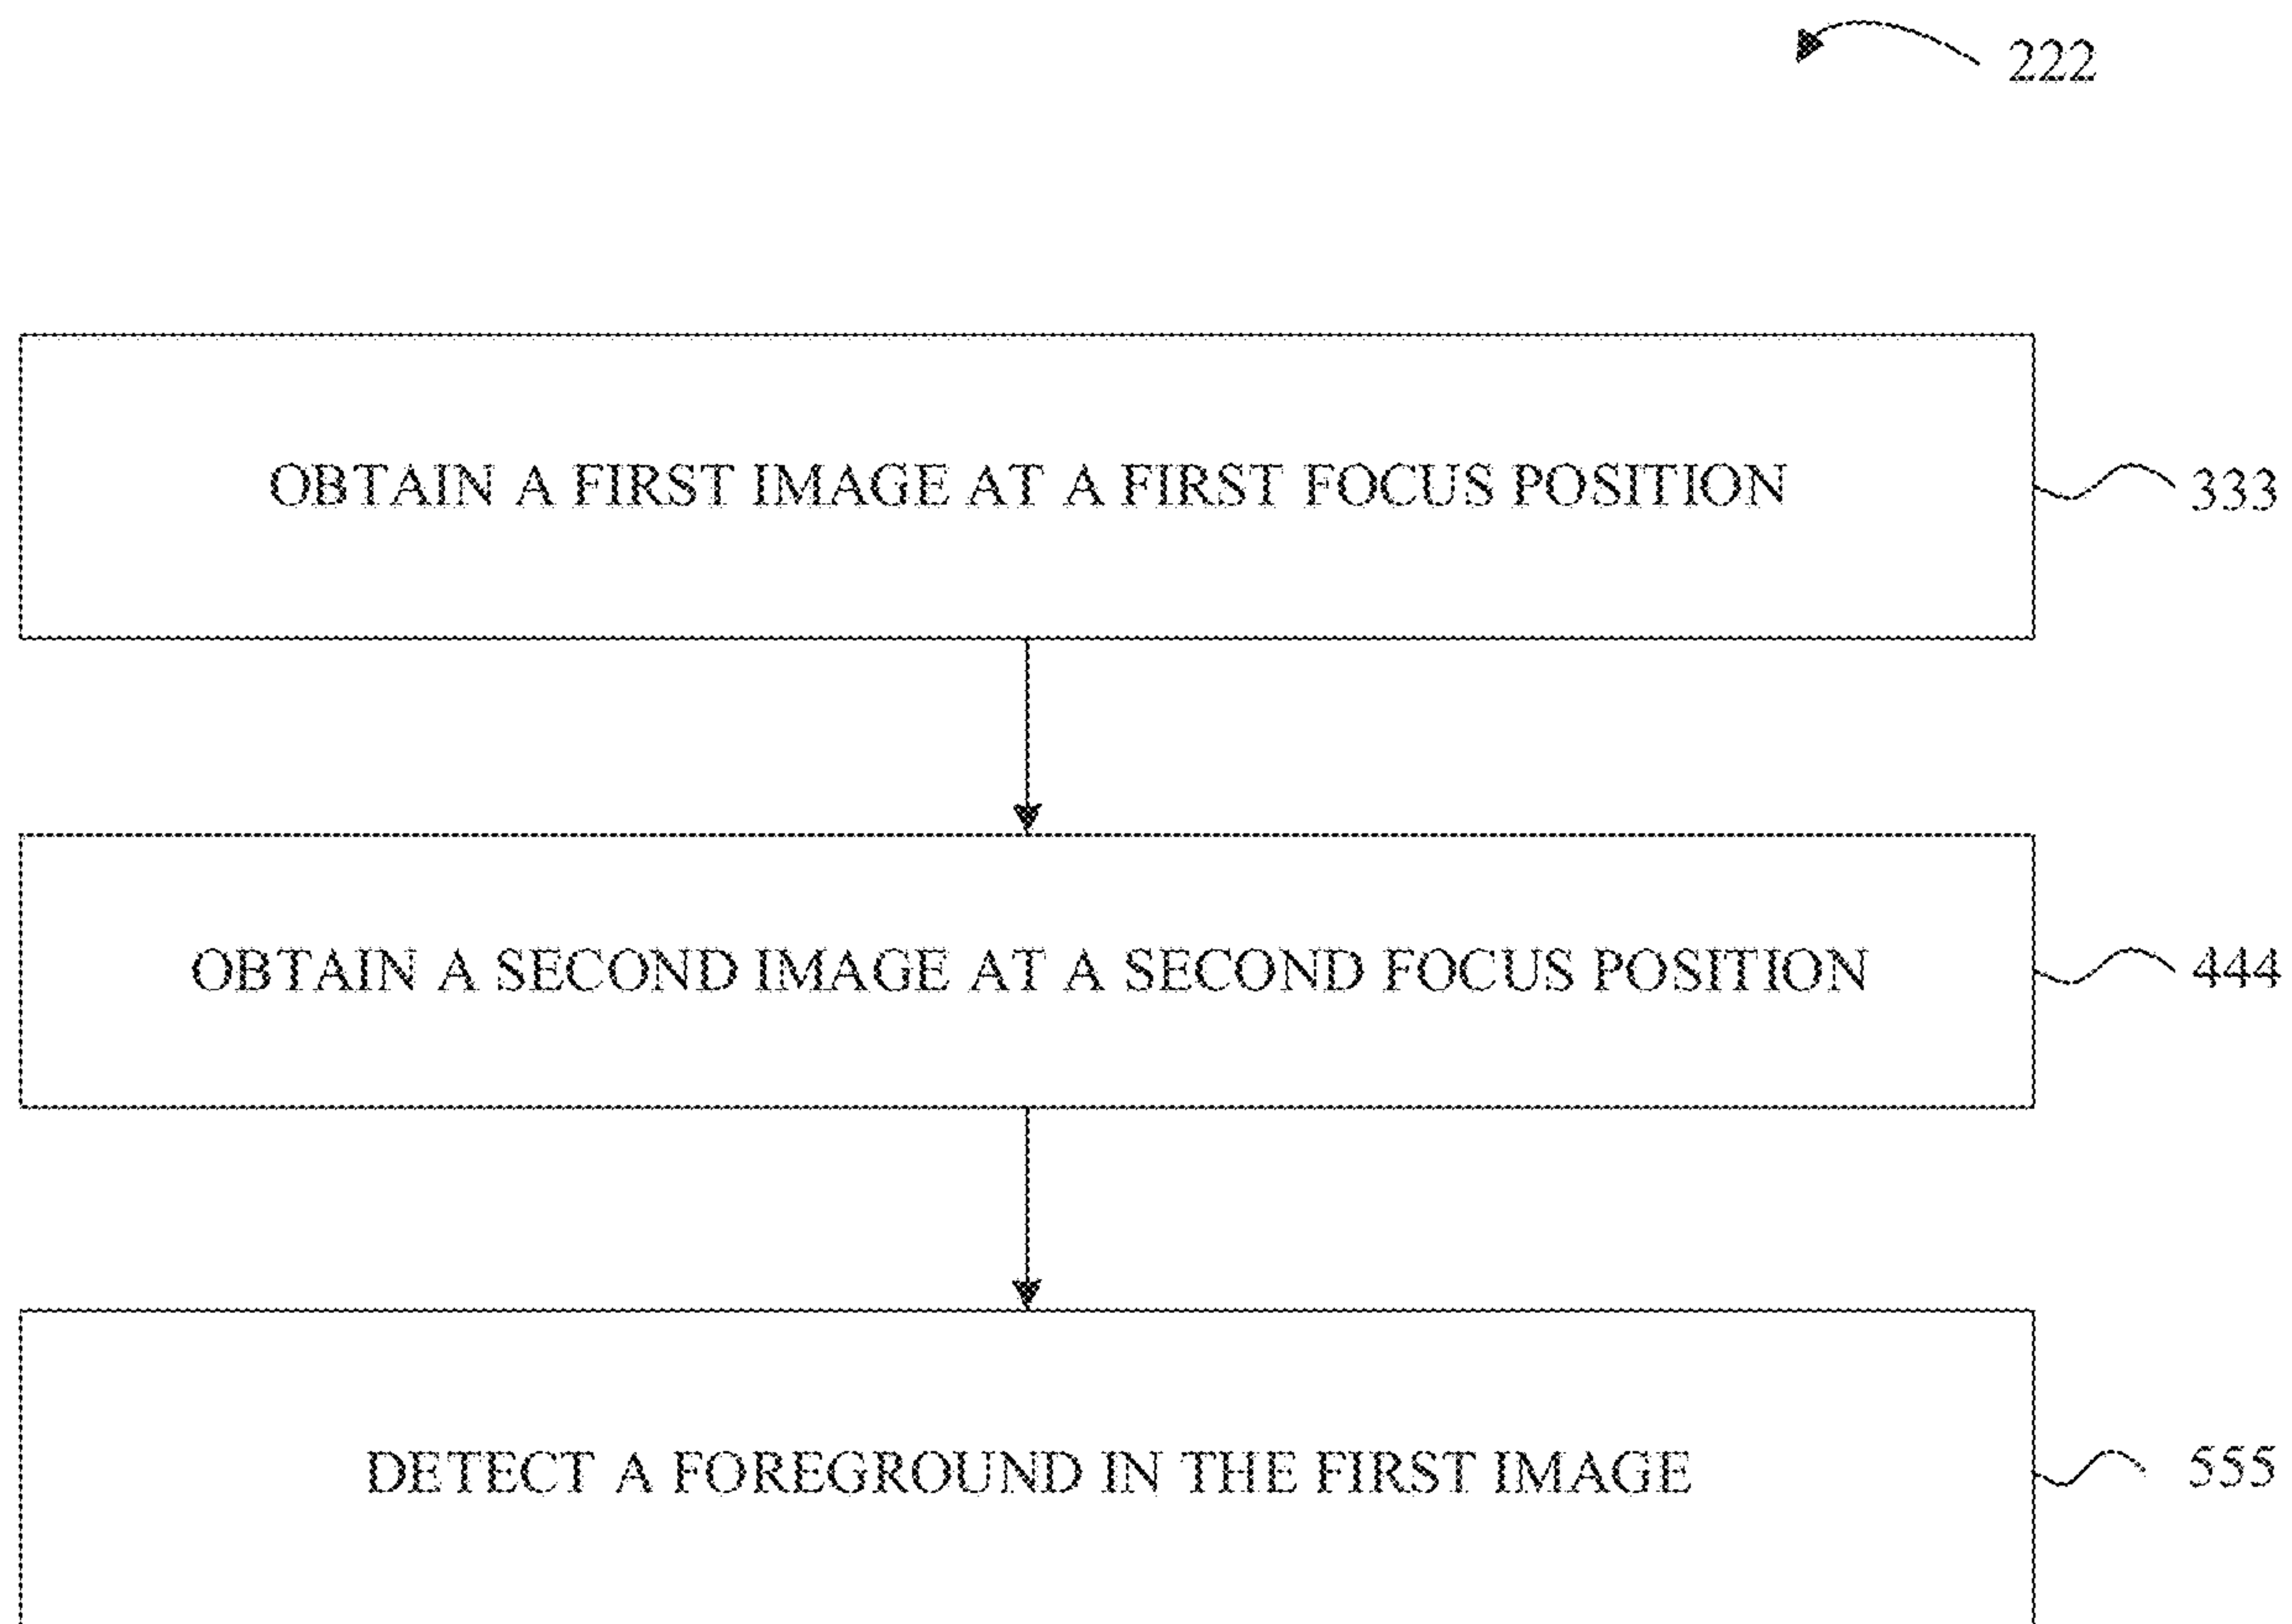 222
OBTAIN A FIRST IMAGE AT A FIRST FOCUS POSITION
333
OBTAIN A SECOND IMAGE AT A SECOND FOCUS POSITION
444
DETECT A FOREGROUND IN THE FIRST IMAGE
555